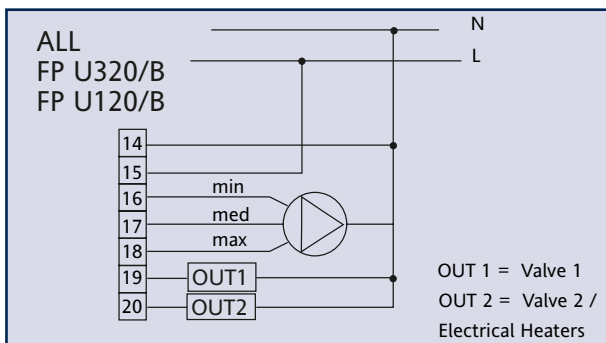 N
ALL
L
FP U320/B
FP U120/B
14
15
16 min
17 med
18 max
19 OUT1
20 OUT2
OUT 1 = Valve 1
OUT 2 = Valve 2 /
Electrical Heaters